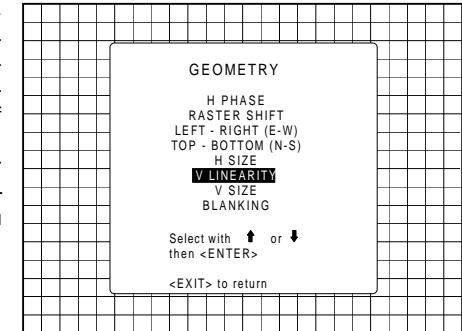 GEOMETRY
H PHASE
RASTER SHIFT
LEFT - RIGHT (E-W)
TOP - BOTTOM (N-S)
H SIZE
V LINEARITY
V SIZE
BLANKING
Select with ⬆ or ⬇
then <ENTER>
<EXIT> to return